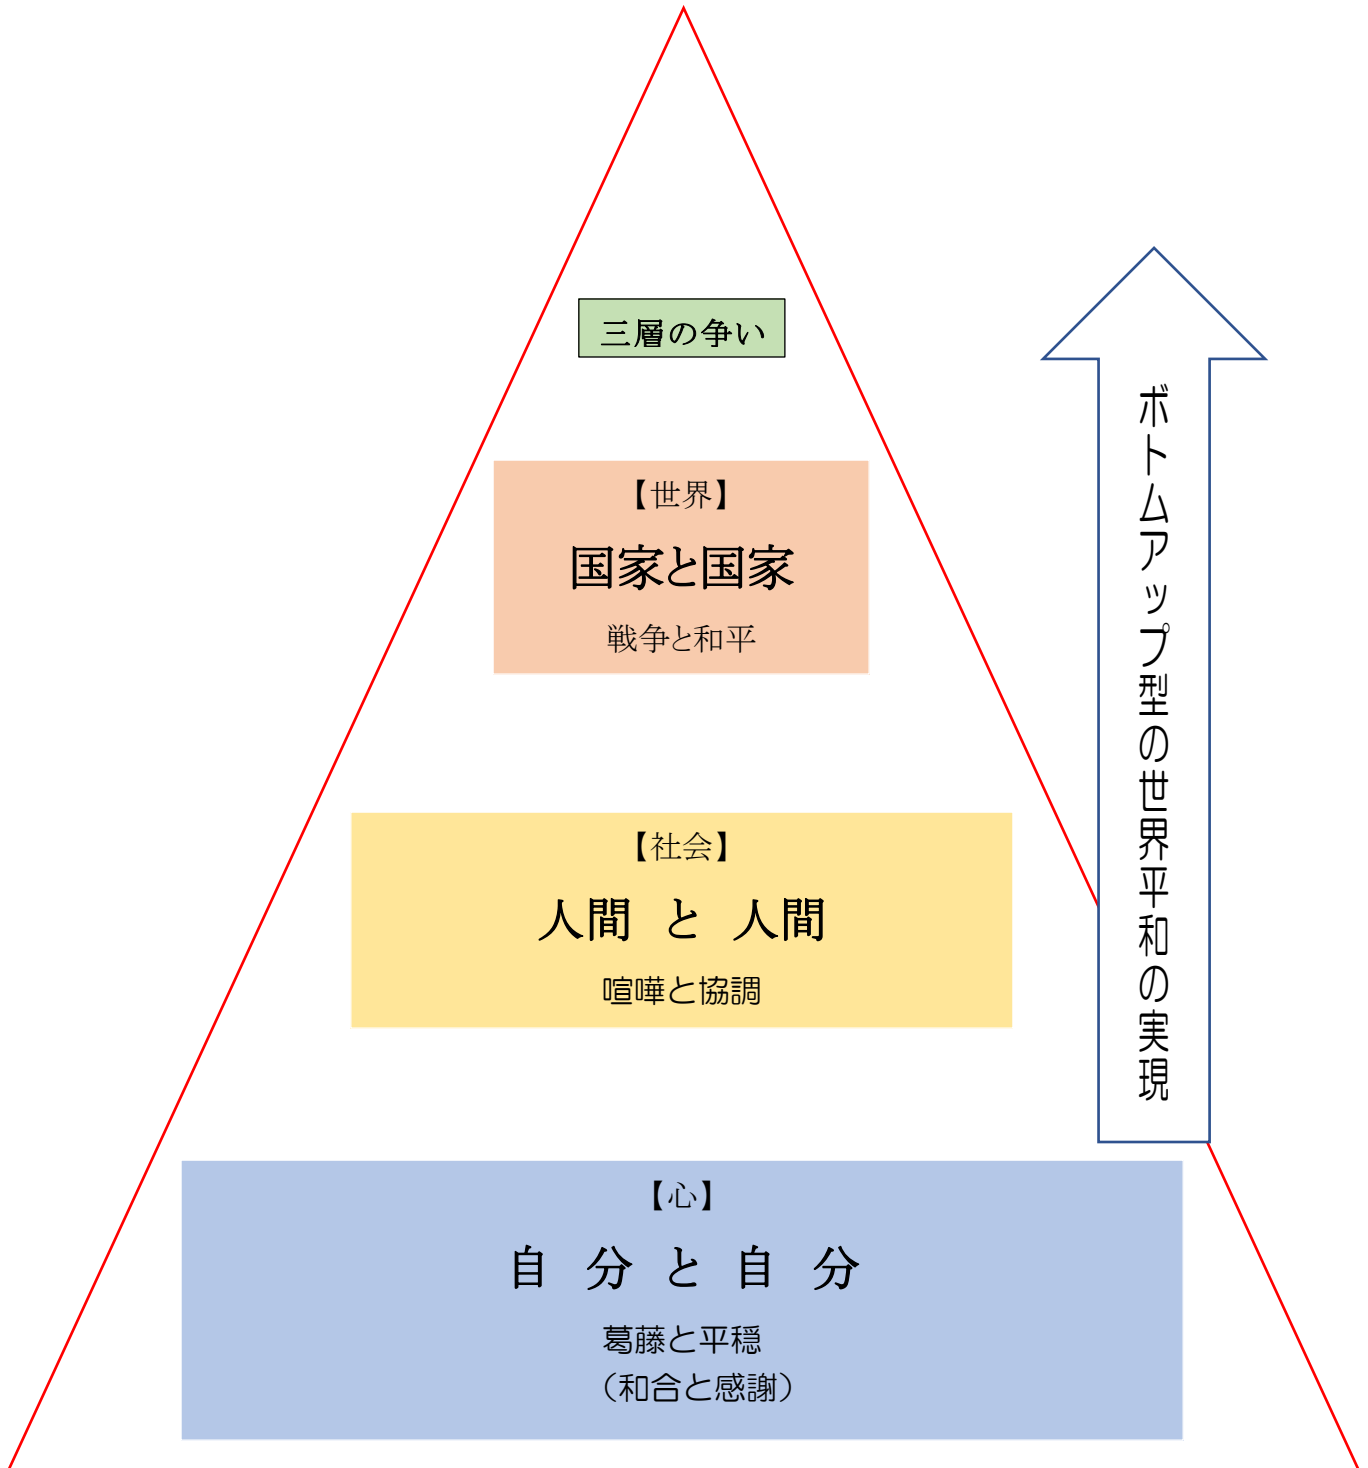 三層の争い
【世界】
国家と国家
戦争と和平
【社会】
人間 と 人間
喧嘩と協調
【心】
自 分 と 自 分
葛藤と平穏
（和合と感謝）
ボトムアップ型の世界平和の実現